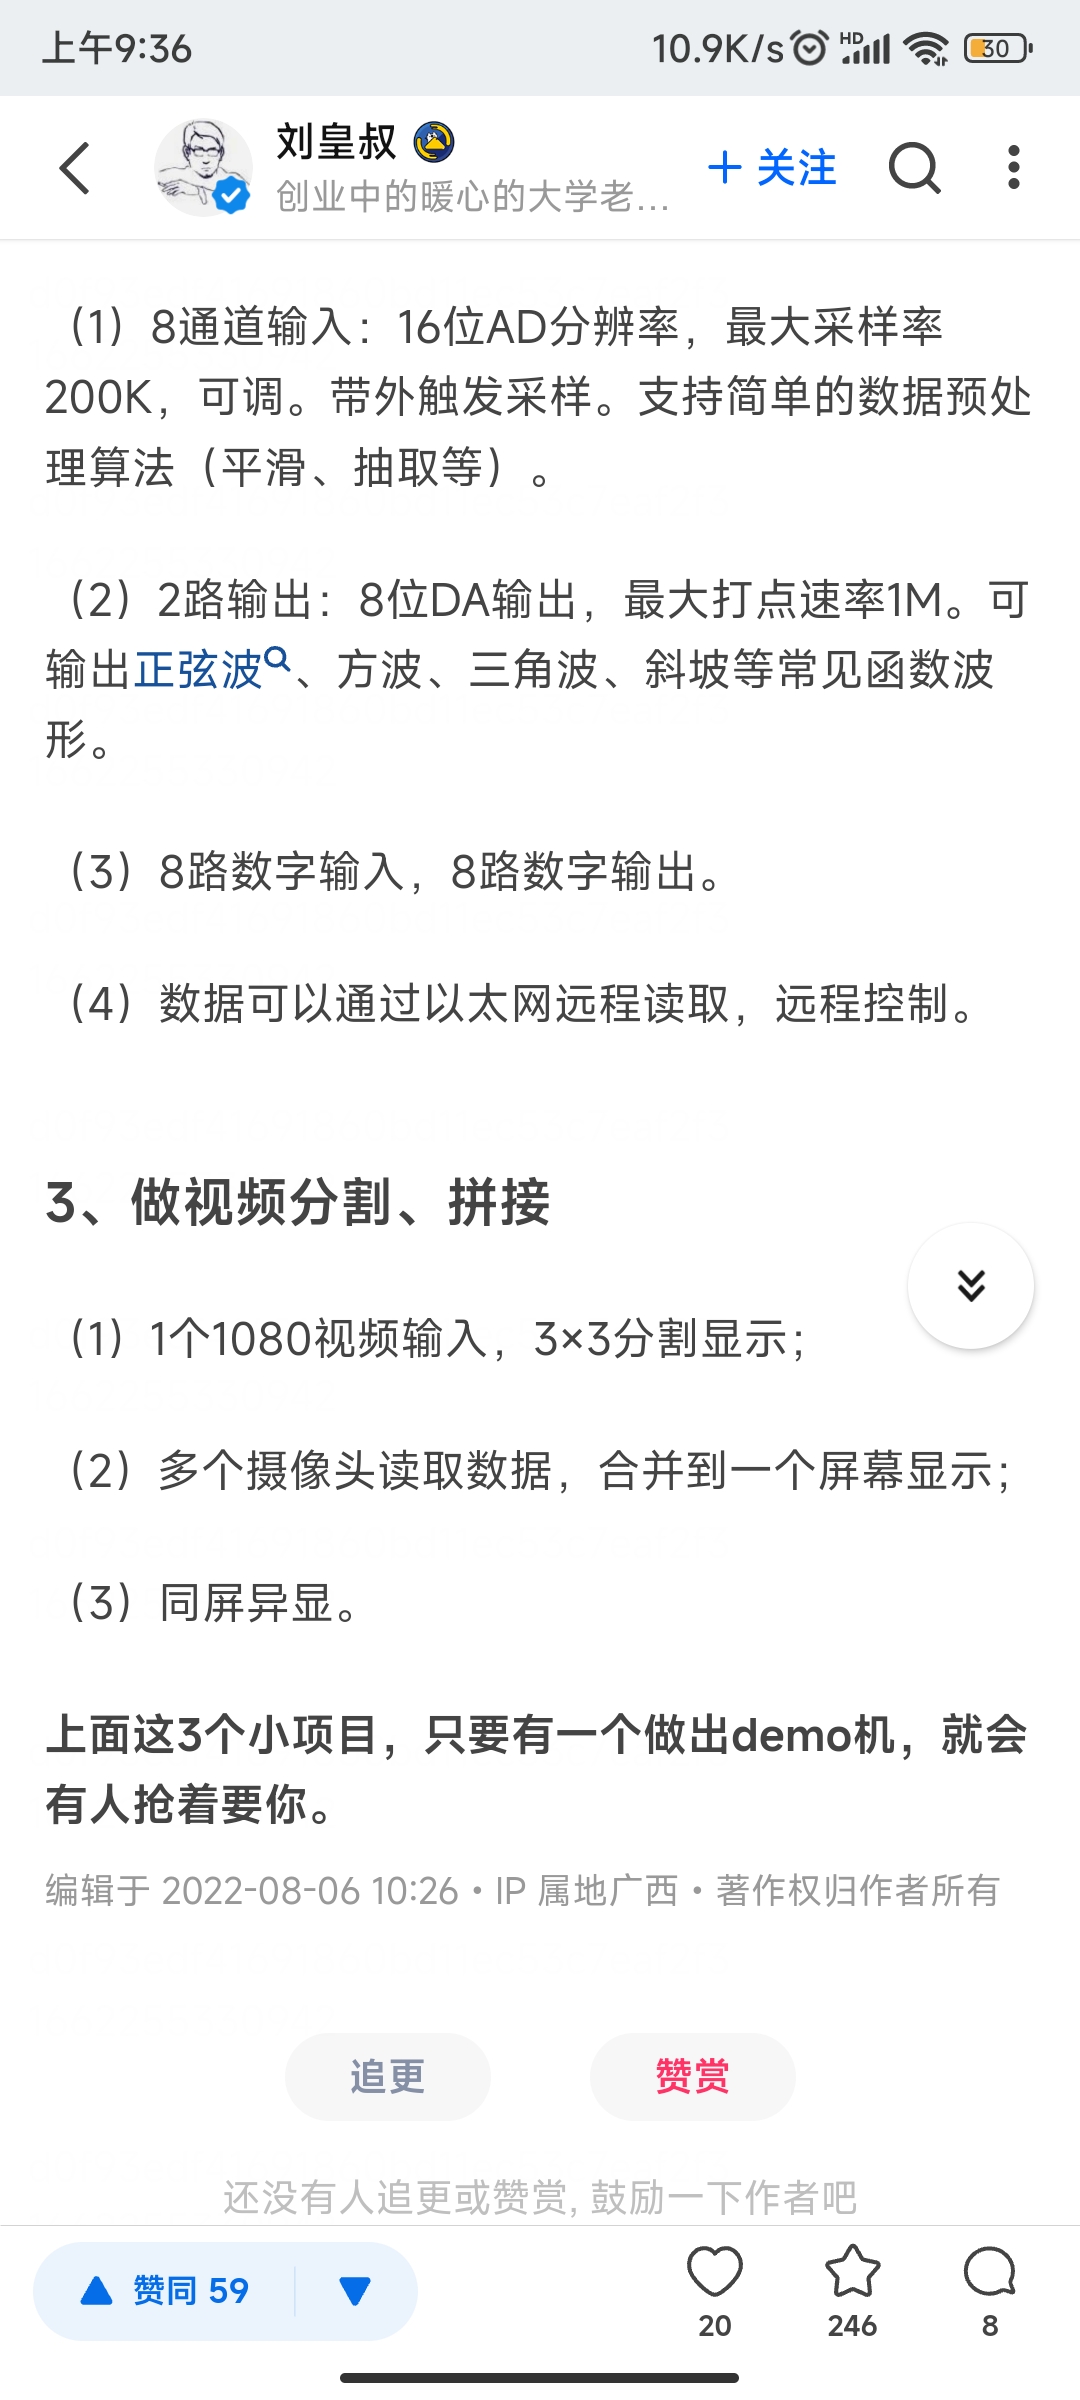 上午9:36
10.9K/s HD 30
刘皇叔
+ 关注
创业中的暖心的大学老...
（1）8通道输入：16位AD分辨率，最大采样率
200K，可调。带外触发采样。支持简单的数据预处
理算法（平滑、抽取等）。
（2）2路输出：8位DA输出，最大打点速率1M。可
输出正弦波、方波、三角波、斜坡等常见函数波
形。
（3）8路数字输入，8路数字输出。
（4）数据可以通过以太网远程读取，远程控制。
3、做视频分割、拼接
（1）1个1080视频输入，3×3分割显示；
（2）多个摄像头读取数据，合并到一个屏幕显示；
（3）同屏异显。
上面这3个小项目，只要有一个做出demo机，就会
有人抢着要你。
编辑于 2022-08-06 10:26 · IP 属地广西 · 著作权归作者所有
追更
赞赏
还没有人追更或赞赏, 鼓励一下作者吧
赞同 59
20
246
8